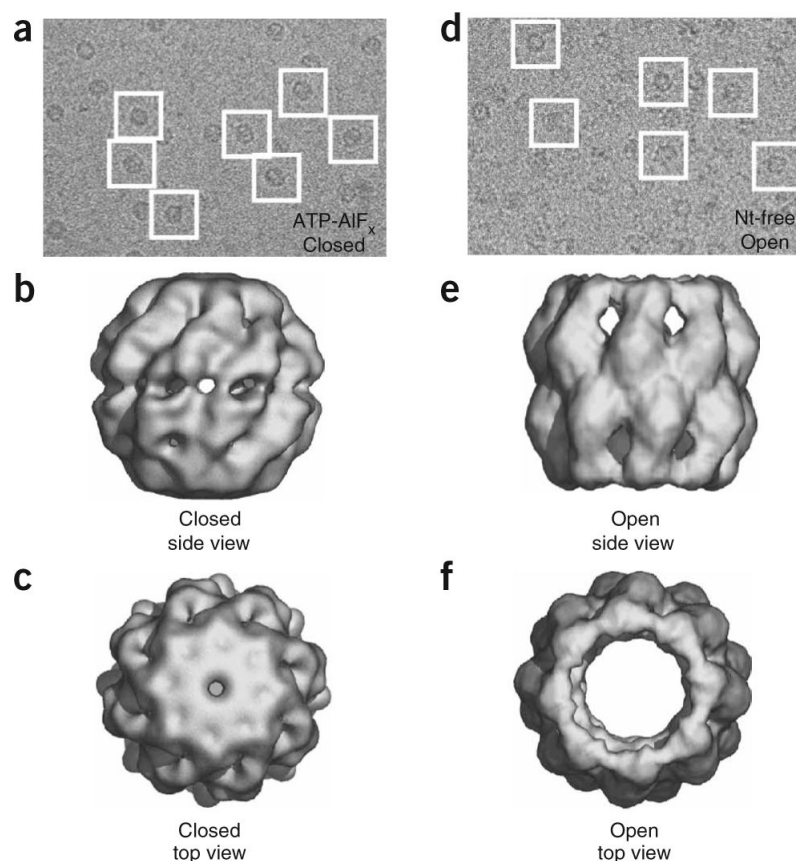 a
ATP-AlFx
Closed
b
Closed
side view
c
Closed
top view
d
Nt-free
Open
e
Open
side view
f
Open
top view